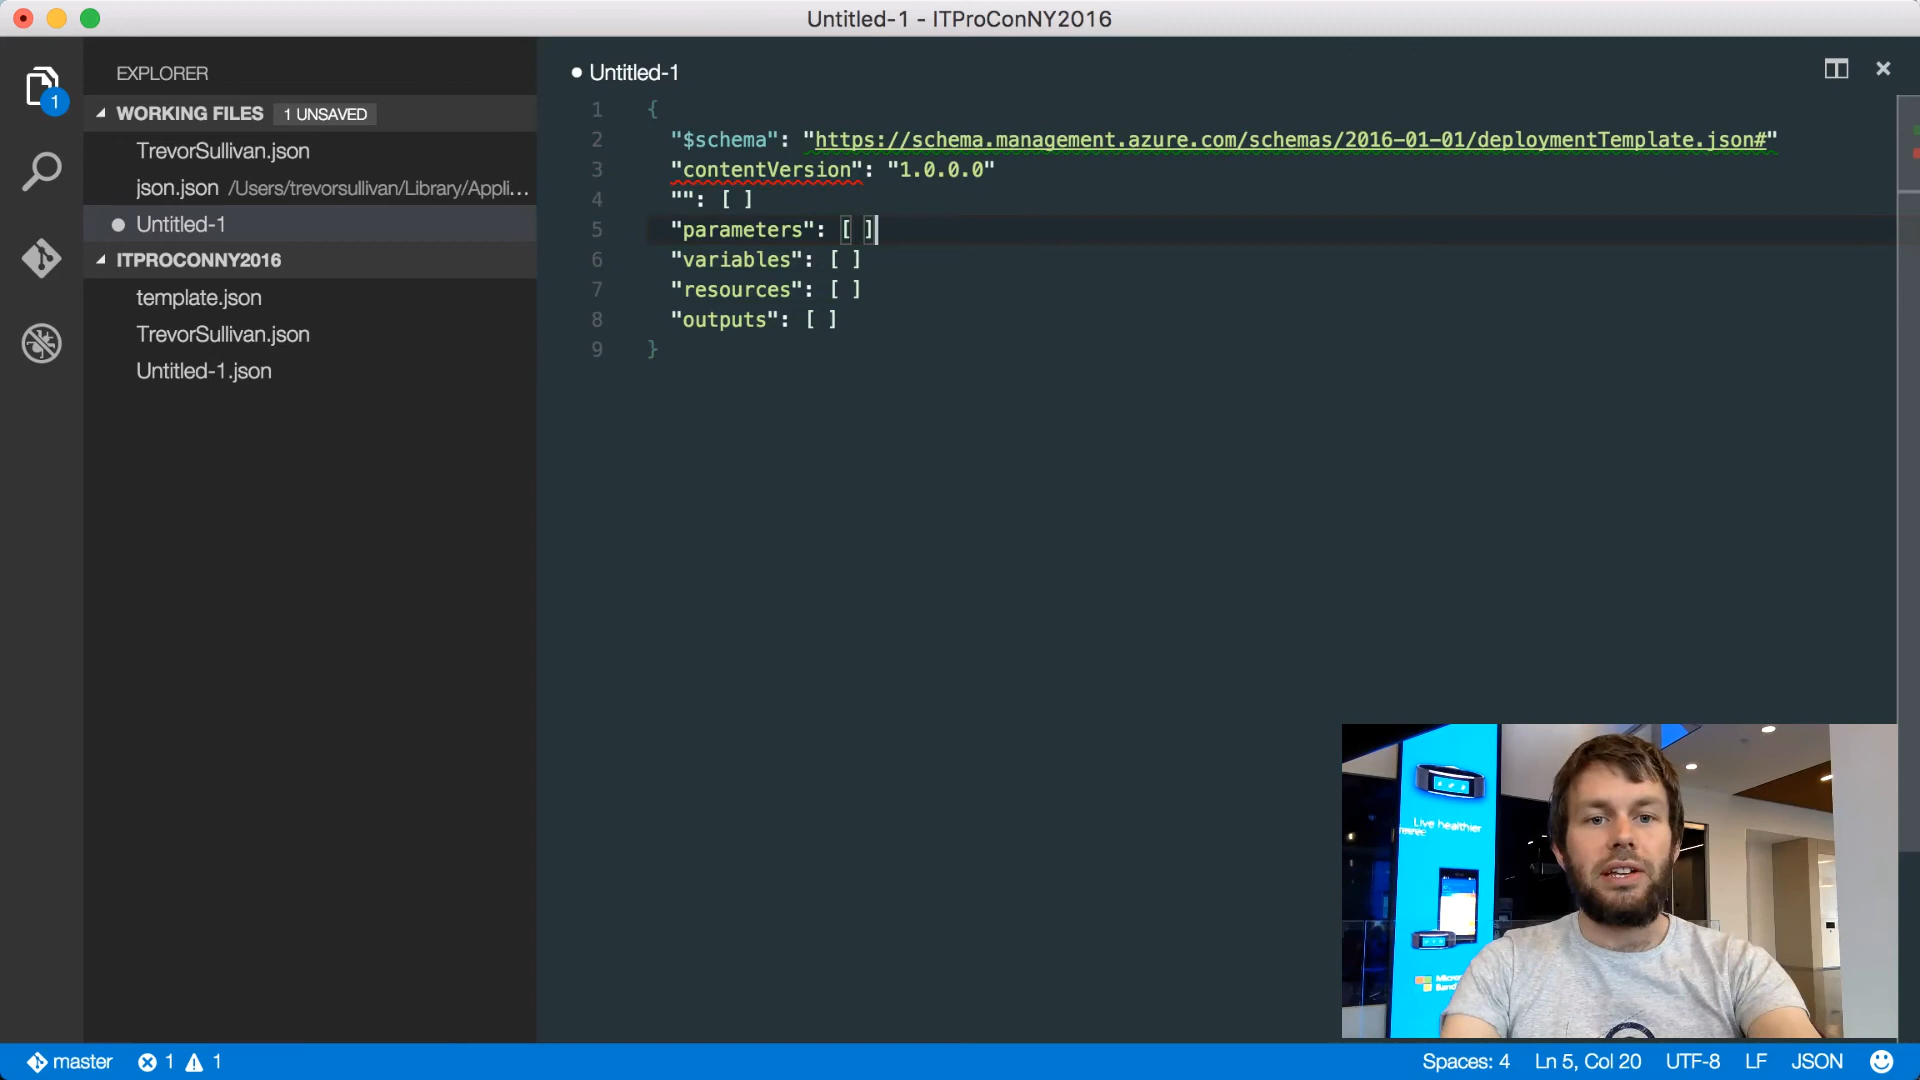 Untitled-1 - ITProConNY2016
EXPLORER
WORKING FILES 1 UNSAVED
TrevorSullivan.json
json.json /Users/trevorsullivan/Library/Appli...
Untitled-1
ITPROCONNY2016
template.json
TrevorSullivan.json
Untitled-1.json
1
Untitled-1
1 {
2 "$schema": "https://schema.management.azure.com/schemas/2016-01-01/deploymentTemplate.json#"
3 "contentVersion": "1.0.0.0"
4 "": [ ]
5 "parameters": [ ]
6 "variables": [ ]
7 "resources": [ ]
8 "outputs": [ ]
9 }
Live healthier
master 1 1
Spaces: 4 Ln 5, Col 20 UTF-8 LF JSON